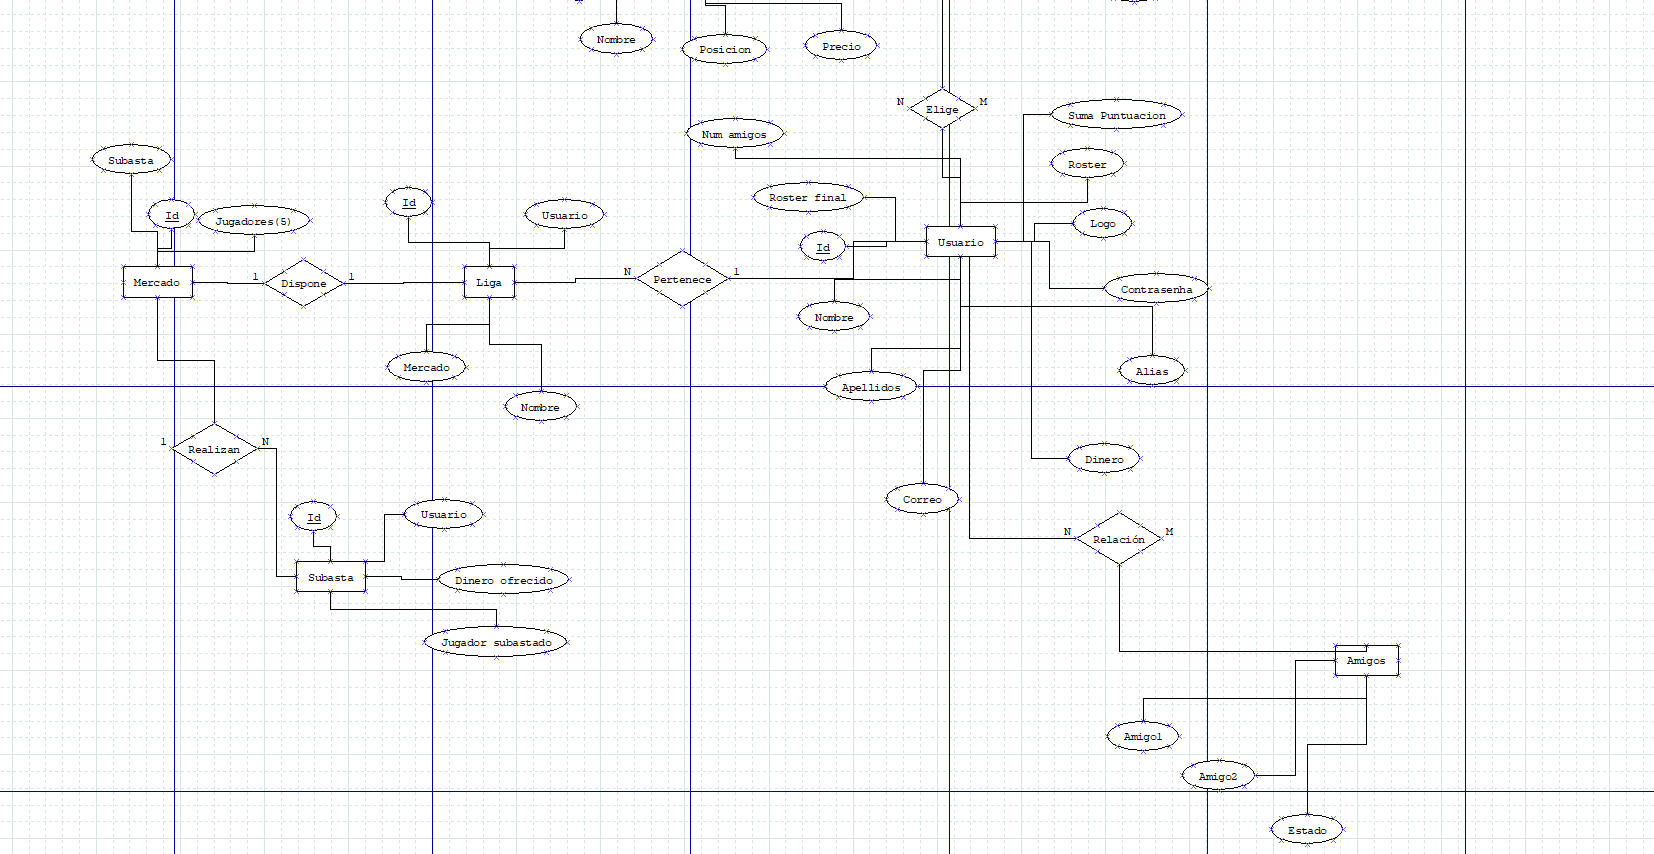 Nombre
Posicion
Precio
N
Elige
M
Suma Puntuacion
Num amigos
Subasta
Roster
Roster final
Id
Id
Jugadores(5)
Usuario
Logo
Id
Usuario
Mercado
1
Dispone
1
Liga
N
Pertenece
1
Contrasenha
Nombre
Mercado
Alias
Apellidos
Nombre
1
Realizan
N
Dinero
Correo
Id
Usuario
N
Relación
M
Subasta
Dinero ofrecido
Jugador subastado
Amigos
Amigo1
Amigo2
Estado